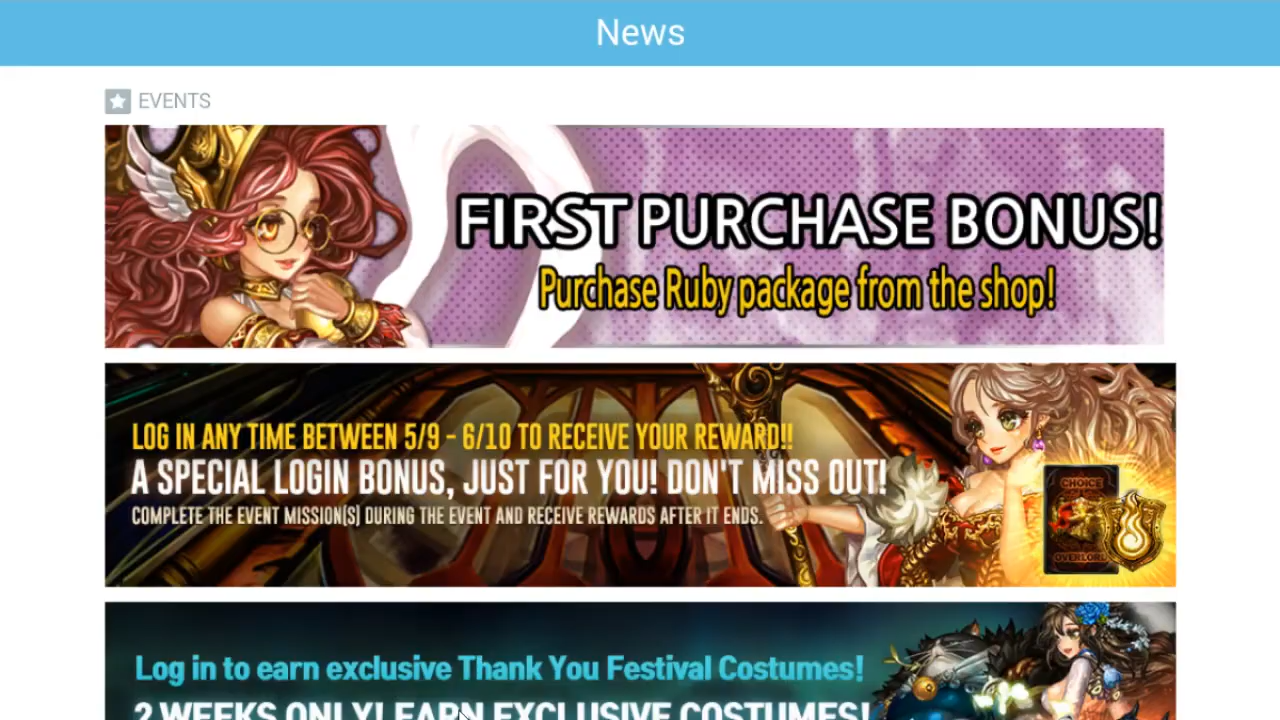 News
EVENTS
FIRST PURCHASE BONUS!
Purchase Ruby package from the shop!
LOG IN ANY TIME BETWEEN 5/9 - 6/10 TO RECEIVE YOUR REWARD!!
A SPECIAL LOGIN BONUS, JUST FOR YOU! DON'T MISS OUT!
COMPLETE THE EVENT MISSION(S) DURING THE EVENT AND RECEIVE REWARDS AFTER IT ENDS.
CHOICE
OVERLORD
Log in to earn exclusive Thank You Festival Costumes!
2 WEEKS ONLY! EARN EXCLUSIVE COSTUMES!